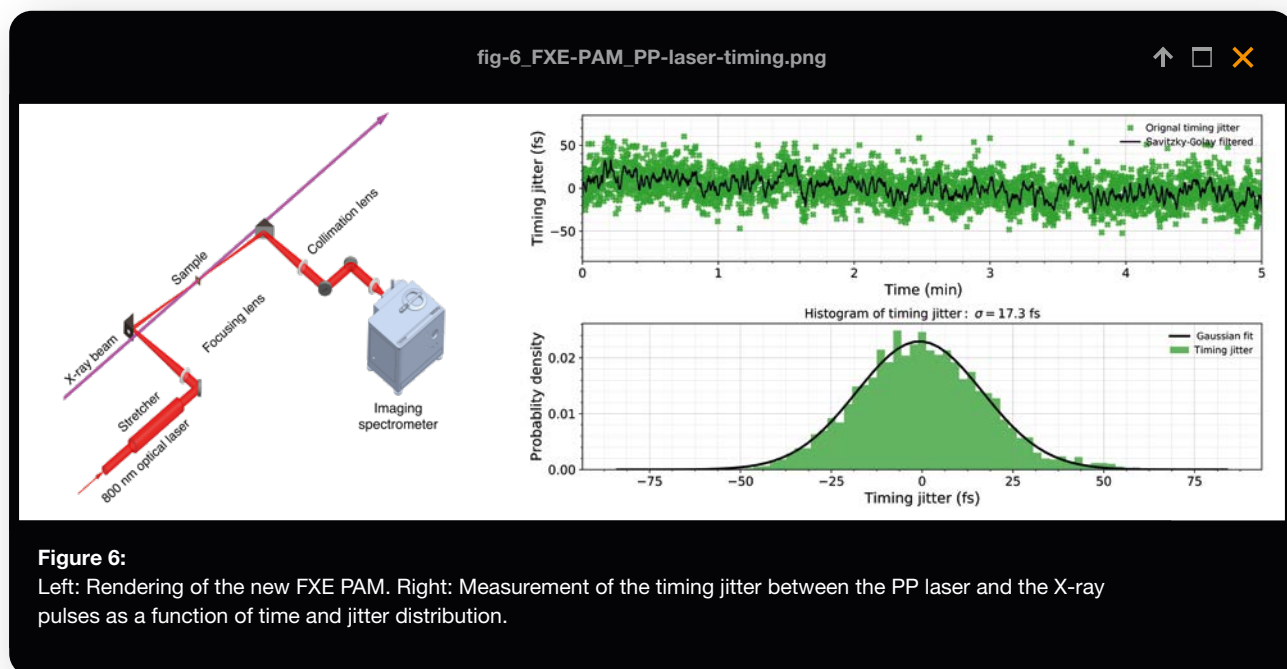 fig-6_FXE-PAM_PP-laser-timing.png
X-ray beam
Sample
Collimation lens
Focusing lens
Stretcher
800 nm optical laser
Imaging
spectrometer
Timing jitter (fs)
50
0
−50
Orignal timing jitter
Savitzky-Golay filtered
0 1 2 3 4 5
Time (min)
Histogram of timing jitter: σ = 17.3 fs
Probablity density
0.02
0.01
0.00
Gaussian fit
Timing jitter
−75 −50 −25 0 25 50 75
Timing jitter (fs)
Figure 6:
Left: Rendering of the new FXE PAM. Right: Measurement of the timing jitter between the PP laser and the X-ray
pulses as a function of time and jitter distribution.